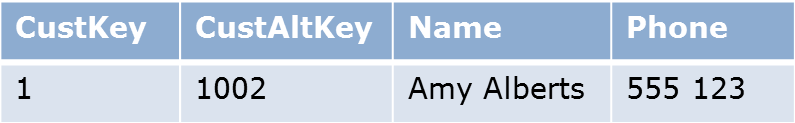 CustKey CustAltKey Name Phone
1 1002 Amy Alberts 555 123